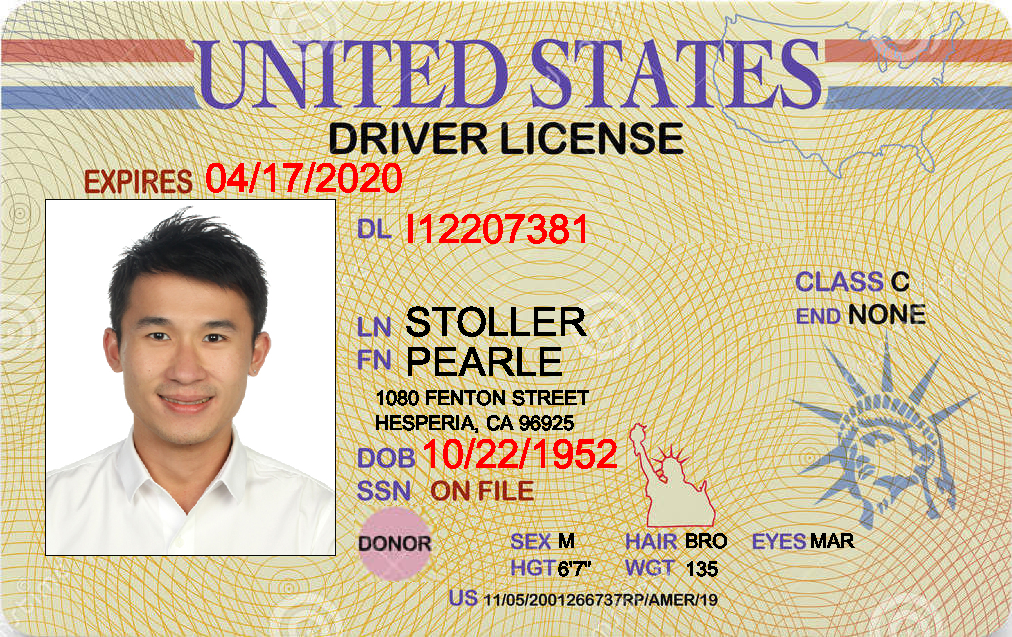 UNITED STATES
DRIVER LICENSE
EXPIRES 04/17/2020
DL I12207381
CLASS C
END NONE
LN STOLLER
FN PEARLE
1080 FENTON STREET
HESPERIA, CA 96925
DOB 10/22/1952
SSN ON FILE
DONOR
SEX M HAIR BRO EYES MAR
HGT 6'7" WGT 135
US 11/05/2001266737RP/AMER/19